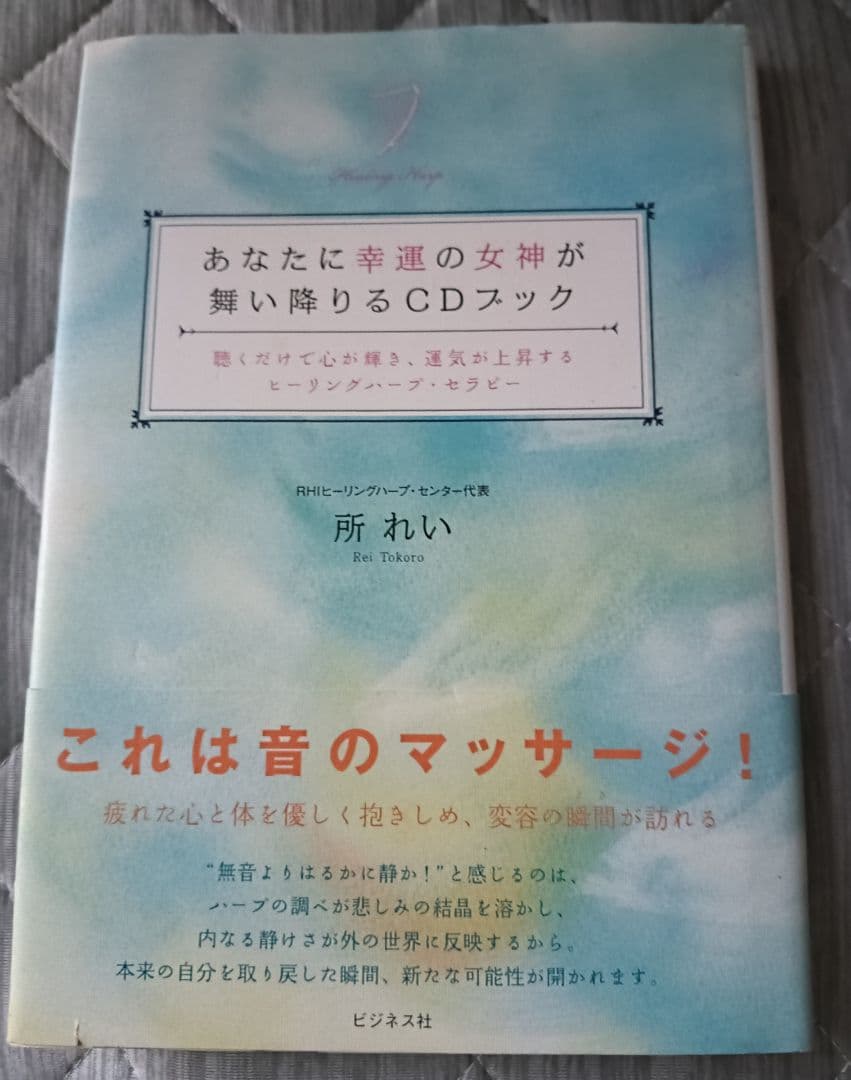 Healing Harp
あなたに幸運の女神が
舞い降りるCDブック
聴くだけで心が輝き、運気が上昇する
ヒーリングハープ・セラピー
RHIヒーリングハープ・センター代表
所 れい
Rei Tokoro
これは音のマッサージ!
疲れた心と体を優しく抱きしめ、変容の瞬間が訪れる
“無音よりはるかに静か!”と感じるのは、
ハープの調べが悲しみの結晶を溶かし、
内なる静けさが外の世界に反映するから。
本来の自分を取り戻した瞬間、新たな可能性が開かれます。
ビジネス社